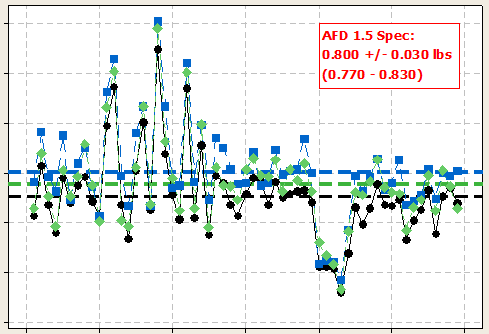 AFD 1.5 Spec:
0.800 +/- 0.030 lbs
(0.770 - 0.830)